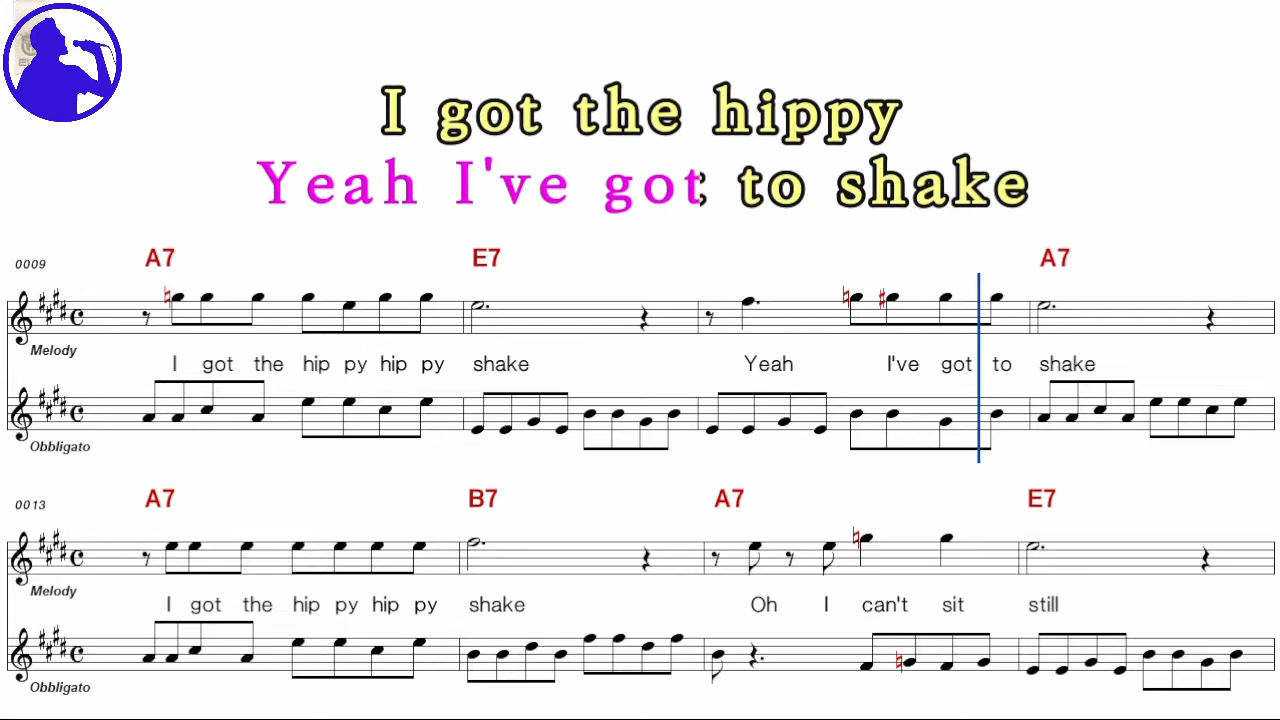 I got the hippy
Yeah I've got to shake
0009 A7 E7 A7
Melody
I got the hip py hip py shake Yeah I've got to shake
Obbligato
0013 A7 B7 A7 E7
Melody
I got the hip py hip py shake Oh I can't sit still
Obbligato